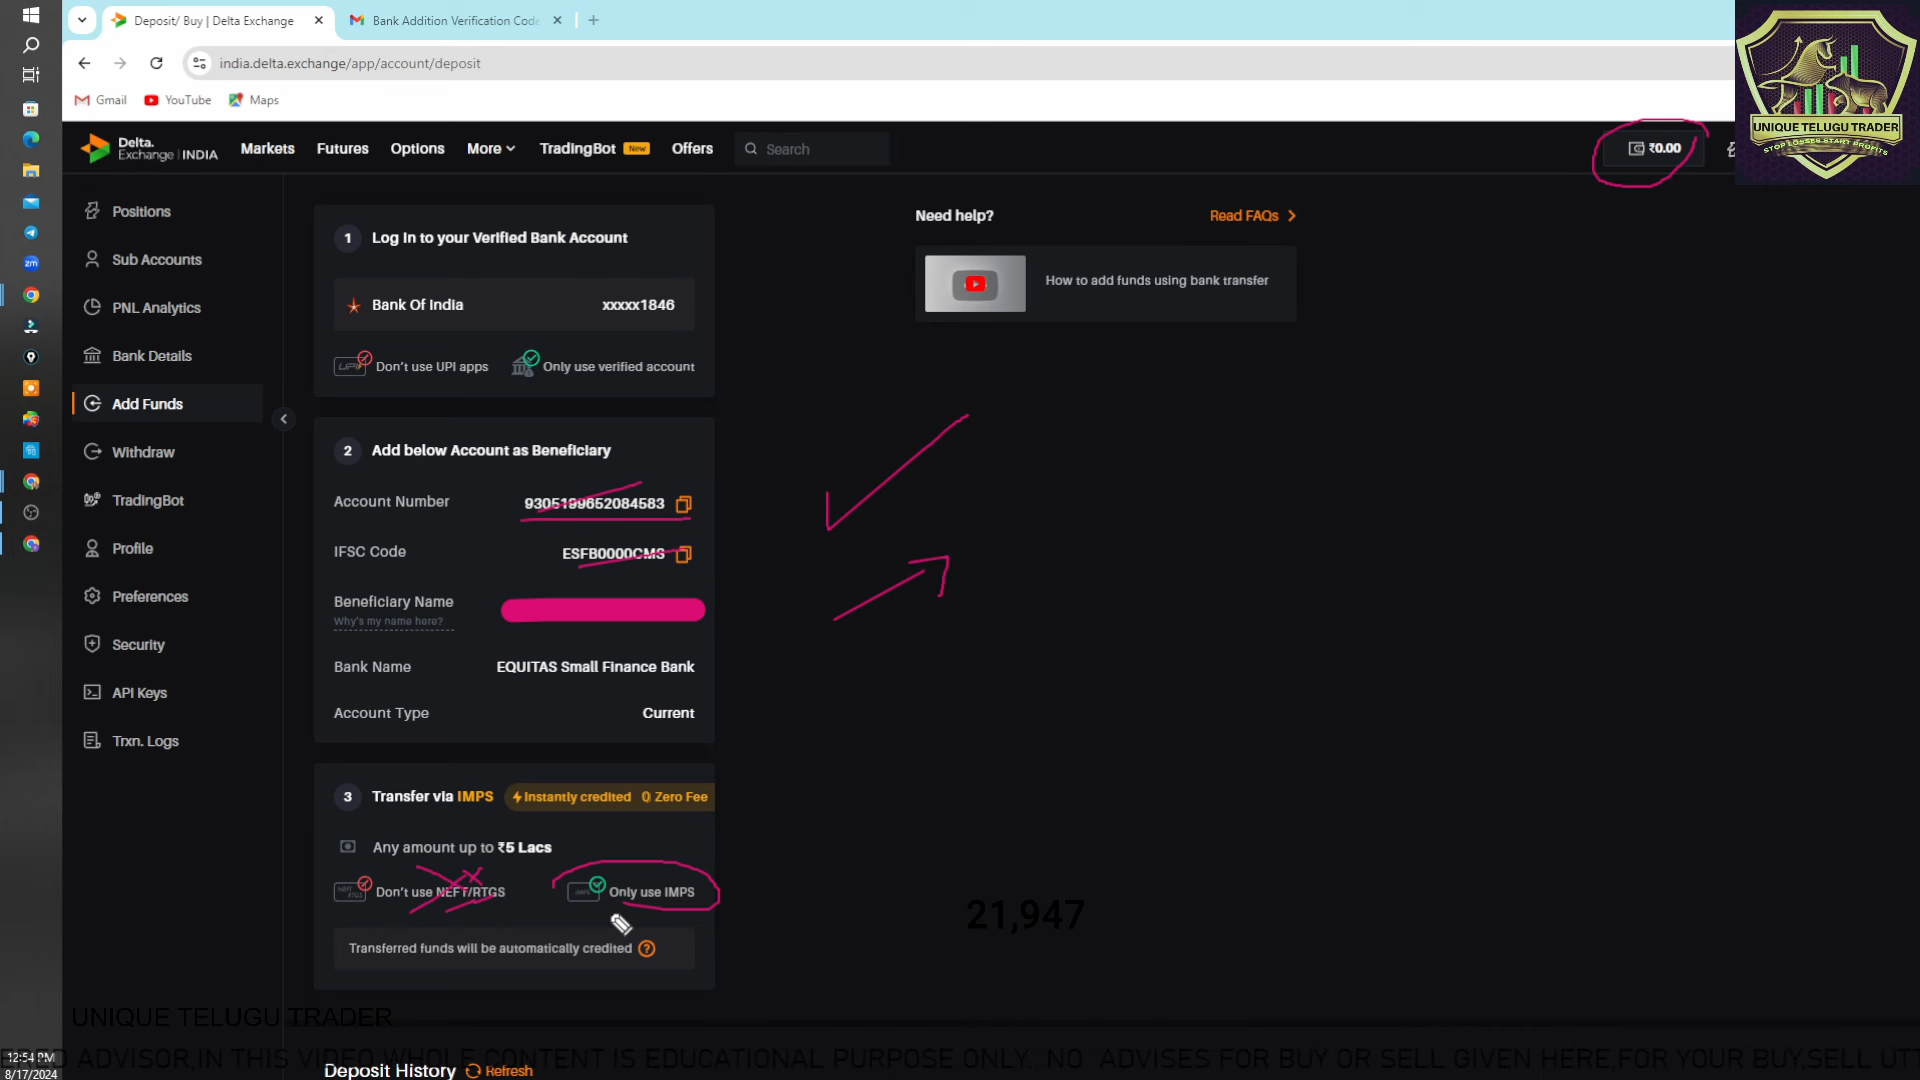 Deposit/ Buy | Delta Exchange
Bank Addition Verification Code
india.delta.exchange/app/account/deposit
Gmail YouTube Maps
Delta. Exchange | INDIA
Markets Futures Options More TradingBot New Offers Search ₹0.00
UNIQUE TELUGU TRADER
STOP LOSSES START PROFITS
Positions
Sub Accounts
PNL Analytics
Bank Details
Add Funds
Withdraw
TradingBot
Profile
Preferences
Security
API Keys
Trxn. Logs
1 Log In to your Verified Bank Account
Bank Of India xxxxx1846
UPI Don't use UPI apps Only use verified account
2 Add below Account as Beneficiary
Account Number 9305199652084583
IFSC Code ESFB0000CMS
Beneficiary Name
Why's my name here?
Bank Name EQUITAS Small Finance Bank
Account Type Current
3 Transfer via IMPS Instantly credited Zero Fee
Any amount up to ₹5 Lacs
NEFT RTGS Don't use NEFT/RTGS IMPS Only use IMPS
Transferred funds will be automatically credited
Deposit History Refresh
Need help? Read FAQs
How to add funds using bank transfer
21,947
UNIQUE TELUGU TRADER
ERED ADVISOR,IN THIS VIDEO WHOLE CONTENT IS EDUCATIONAL PURPOSE ONLY...NO ADVISES FOR BUY OR SELL GIVEN HERE,FOR YOUR BUY,SELL UTT
12:54 PM
8/17/2024